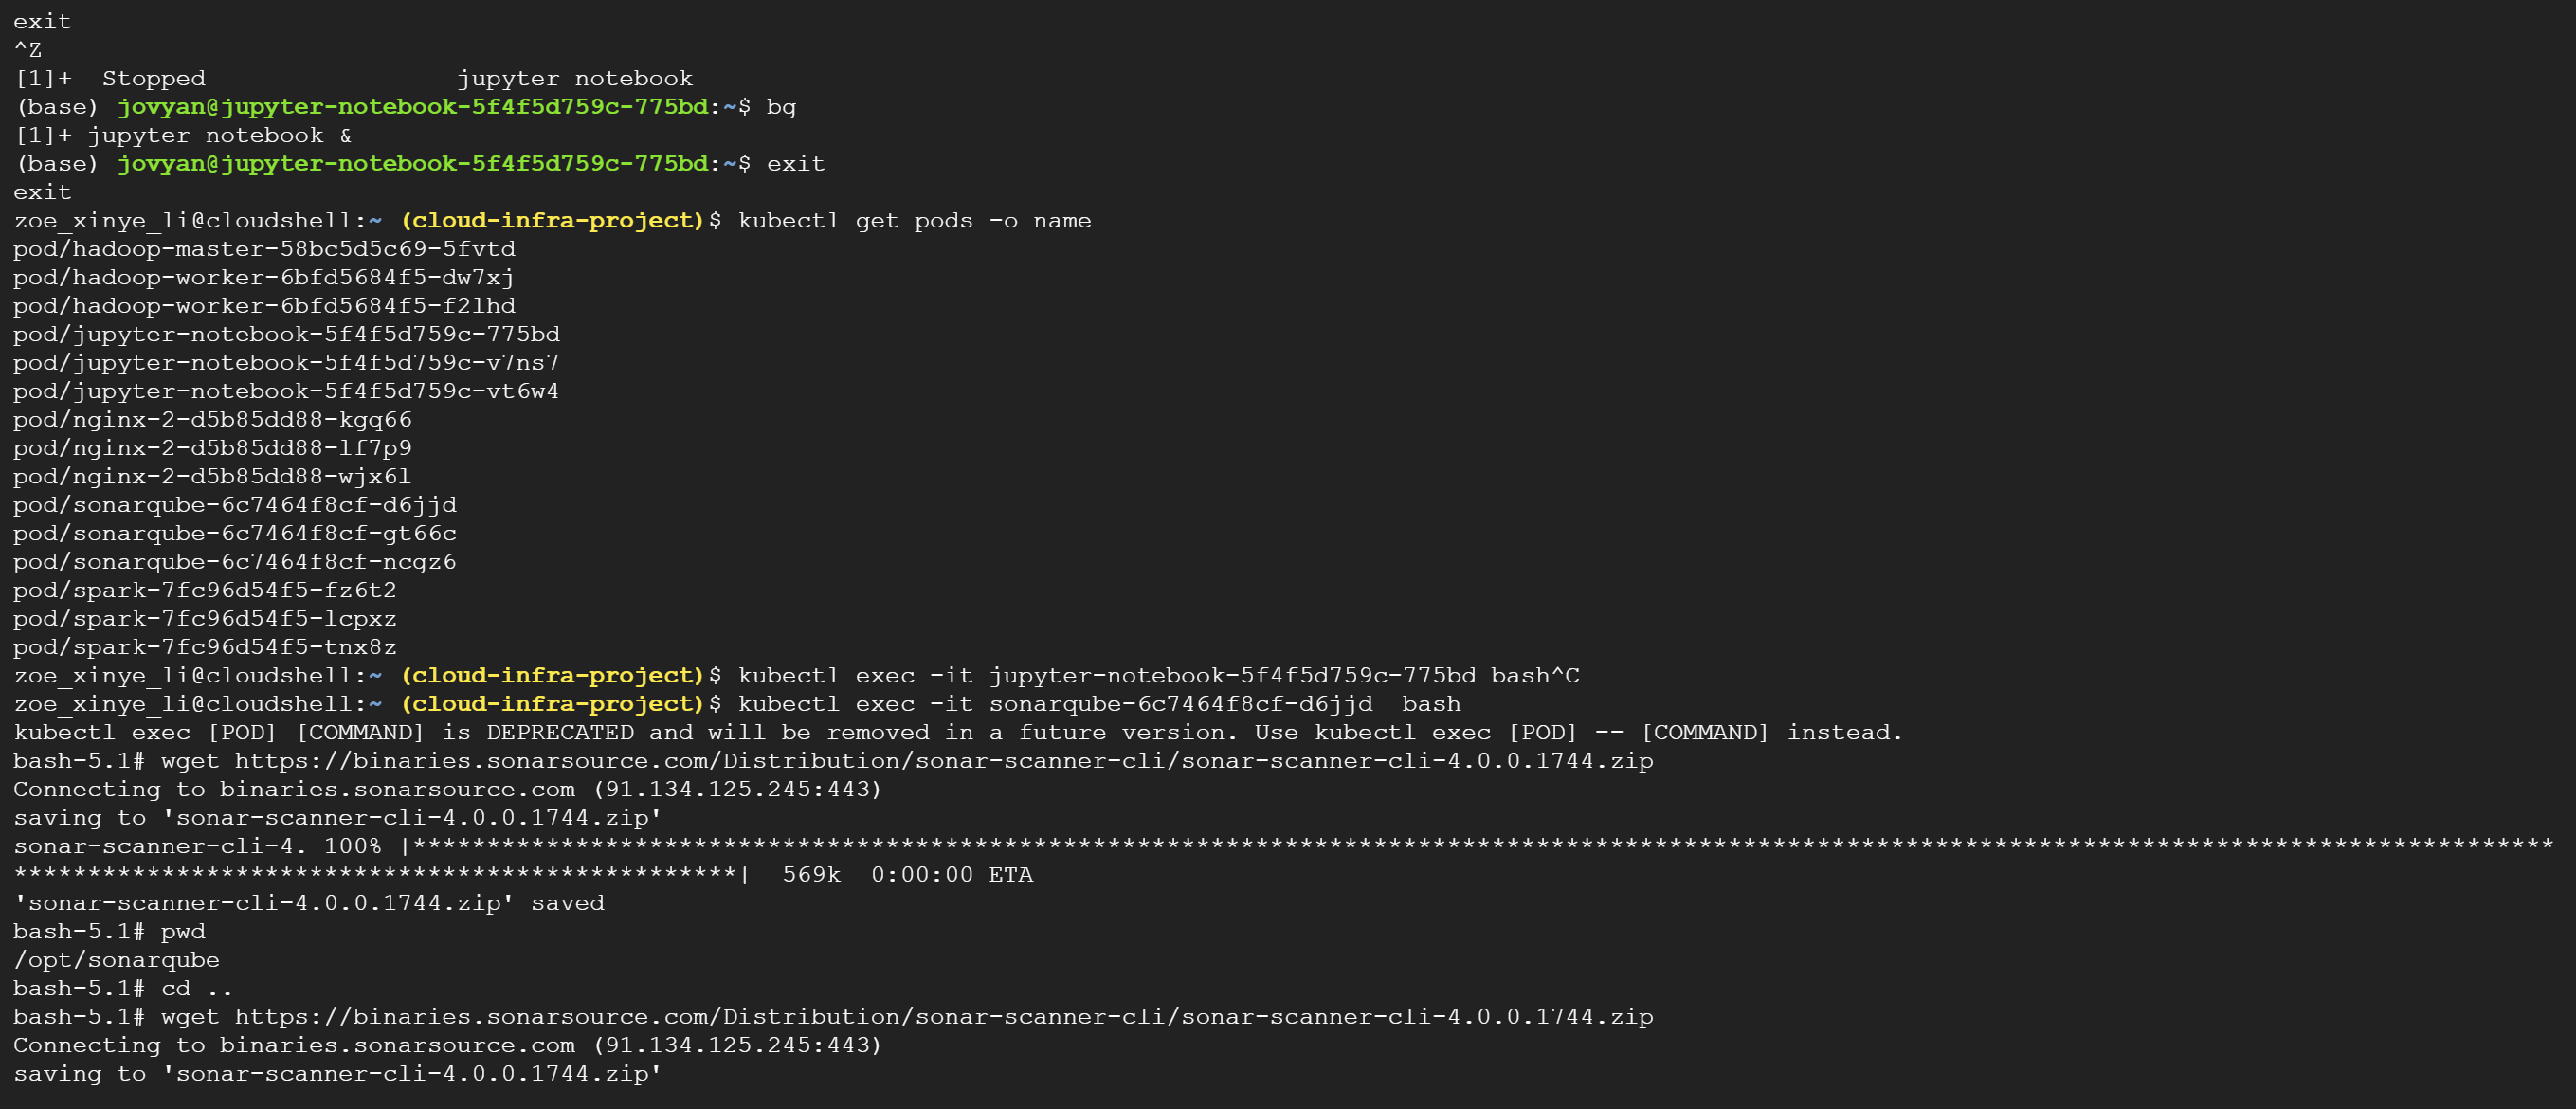 exit
^Z
[1]+  Stopped                 jupyter notebook
(base) jovyan@jupyter-notebook-5f4f5d759c-775bd:~$ bg
[1]+ jupyter notebook &
(base) jovyan@jupyter-notebook-5f4f5d759c-775bd:~$ exit
exit
zoe_xinye_li@cloudshell:~ (cloud-infra-project)$ kubectl get pods -o name
pod/hadoop-master-58bc5d5c69-5fvtd
pod/hadoop-worker-6bfd5684f5-dw7xj
pod/hadoop-worker-6bfd5684f5-f2lhd
pod/jupyter-notebook-5f4f5d759c-775bd
pod/jupyter-notebook-5f4f5d759c-v7ns7
pod/jupyter-notebook-5f4f5d759c-vt6w4
pod/nginx-2-d5b85dd88-kgq66
pod/nginx-2-d5b85dd88-lf7p9
pod/nginx-2-d5b85dd88-wjx6l
pod/sonarqube-6c7464f8cf-d6jjd
pod/sonarqube-6c7464f8cf-gt66c
pod/sonarqube-6c7464f8cf-ncgz6
pod/spark-7fc96d54f5-fz6t2
pod/spark-7fc96d54f5-lcpxz
pod/spark-7fc96d54f5-tnx8z
zoe_xinye_li@cloudshell:~ (cloud-infra-project)$ kubectl exec -it jupyter-notebook-5f4f5d759c-775bd bash^C
zoe_xinye_li@cloudshell:~ (cloud-infra-project)$ kubectl exec -it sonarqube-6c7464f8cf-d6jjd  bash
kubectl exec [POD] [COMMAND] is DEPRECATED and will be removed in a future version. Use kubectl exec [POD] -- [COMMAND] instead.
bash-5.1# wget https://binaries.sonarsource.com/Distribution/sonar-scanner-cli/sonar-scanner-cli-4.0.0.1744.zip
Connecting to binaries.sonarsource.com (91.134.125.245:443)
saving to 'sonar-scanner-cli-4.0.0.1744.zip'
sonar-scanner-cli-4. 100% |*************************************************************************************************************************************************
*************************************************|  569k  0:00:00 ETA
'sonar-scanner-cli-4.0.0.1744.zip' saved
bash-5.1# pwd
/opt/sonarqube
bash-5.1# cd ..
bash-5.1# wget https://binaries.sonarsource.com/Distribution/sonar-scanner-cli/sonar-scanner-cli-4.0.0.1744.zip
Connecting to binaries.sonarsource.com (91.134.125.245:443)
saving to 'sonar-scanner-cli-4.0.0.1744.zip'